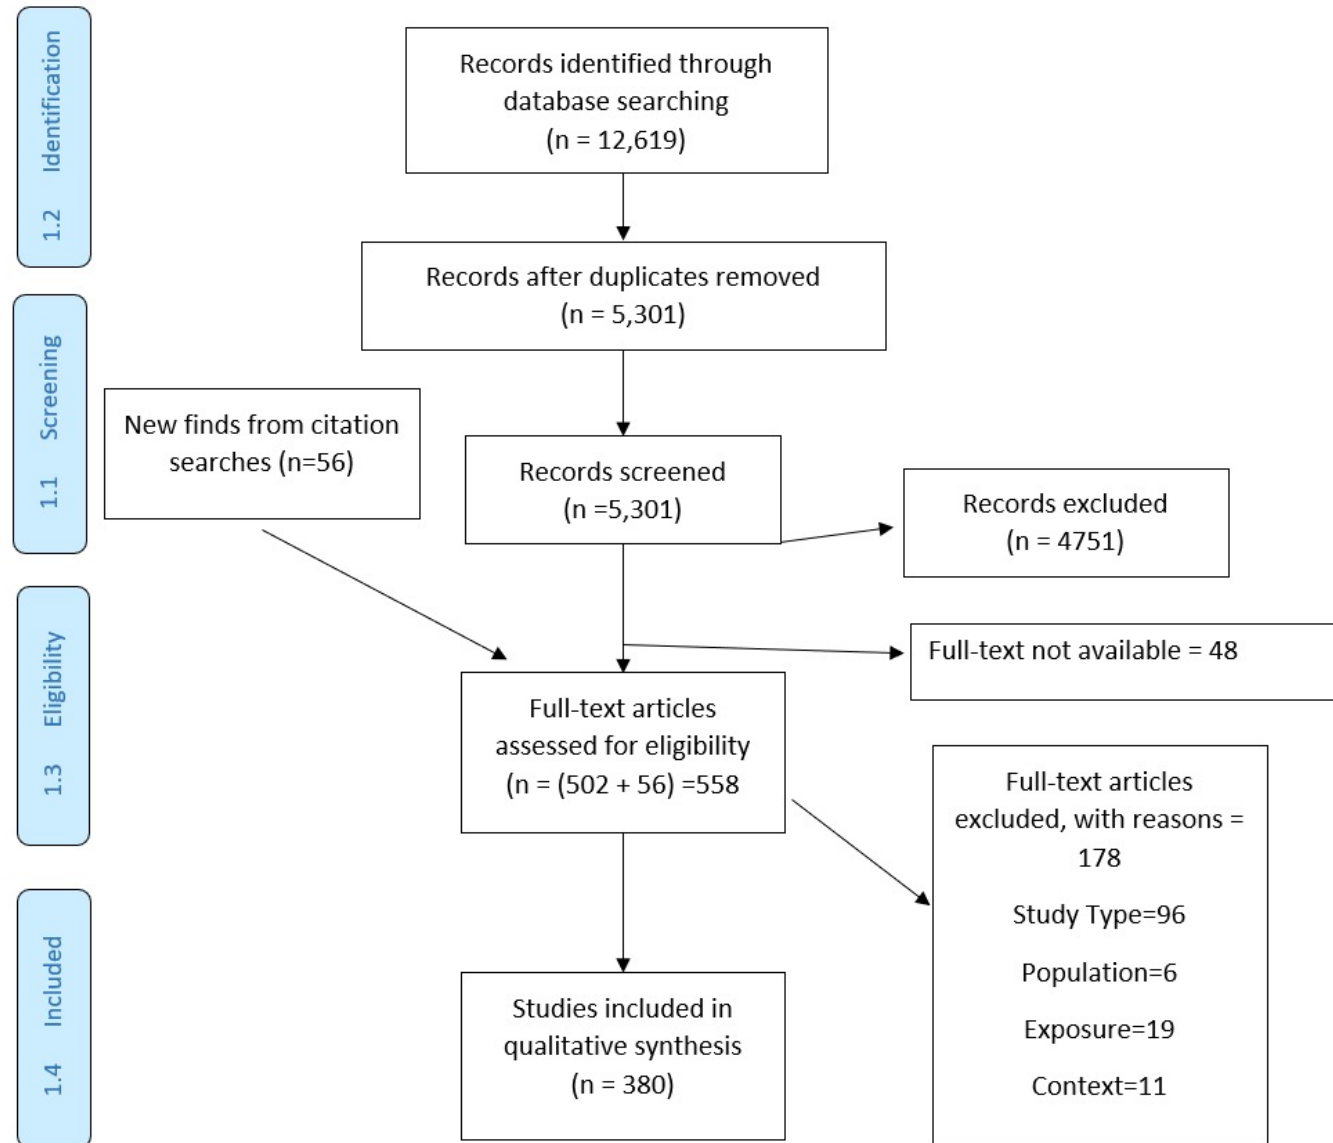 1.2 Identification
Records identified through
database searching
(n = 12,619)
Records after duplicates removed
(n = 5,301)
1.1 Screening
New finds from citation
searches (n=56)
Records screened
(n =5,301)
Records excluded
(n = 4751)
1.3 Eligibility
Full-text not available = 48
Full-text articles
assessed for eligibility
(n = (502 + 56) =558
Full-text articles
excluded, with reasons =
178
Study Type=96
Population=6
Exposure=19
Context=11
1.4 Included
Studies included in
qualitative synthesis
(n = 380)